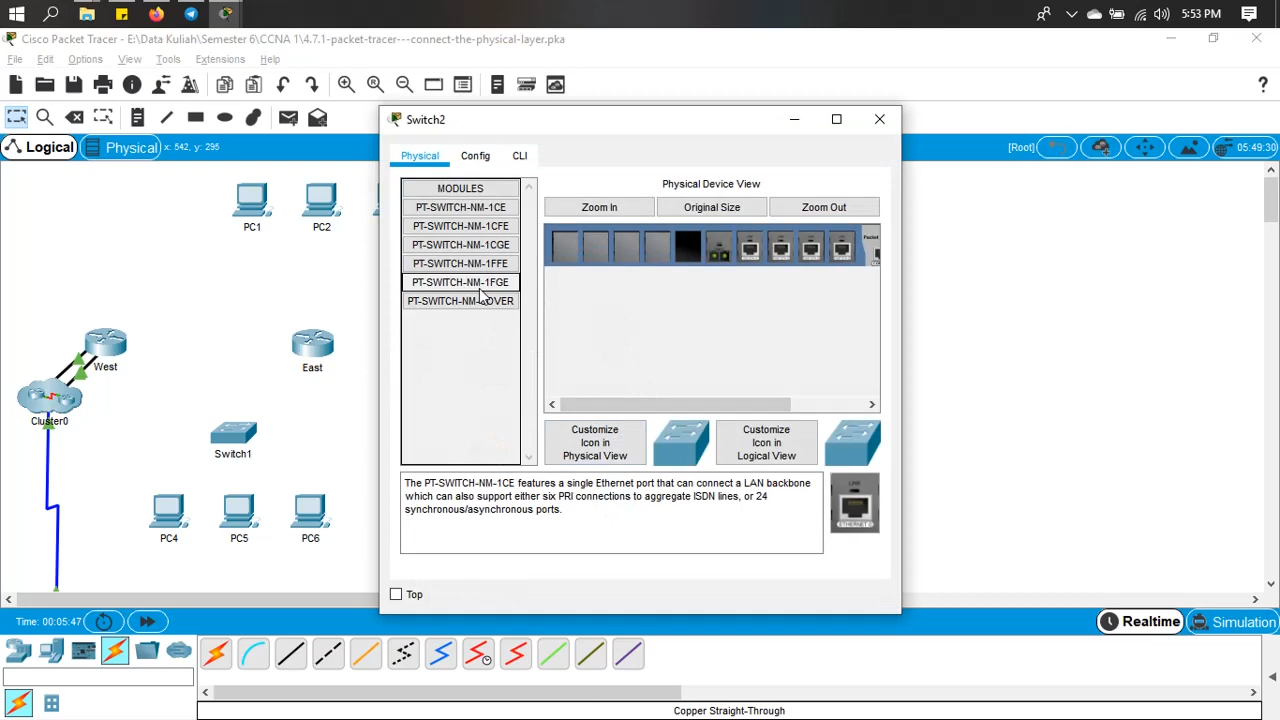 5:53 PM
Cisco Packet Tracer - E:\Data Kuliah\Semester 6\CCNA 1\4.7.1-packet-tracer---connect-the-physical-layer.pka
File Edit Options View Tools Extensions Help
Logical Physical x: 542, y: 295 [Root] 05:49:30
Switch2
Physical Config CLI
MODULES
PT-SWITCH-NM-1CE
PT-SWITCH-NM-1CFE
PT-SWITCH-NM-1CGE
PT-SWITCH-NM-1FFE
PT-SWITCH-NM-1FGE
Physical Device View
Zoom In Original Size Zoom Out
Packet
Customize
Icon in
Physical View
Customize
Icon in
Logical View
The PT-SWITCH-NM-1CE features a single Ethernet port that can connect a LAN backbone
which can also support either six PRI connections to aggregate ISDN lines, or 24
synchronous/asynchronous ports.
Top
PC1
PC2
West
East
Cluster0
Switch1
PC4
PC5
PC6
Time: 00:05:47
Realtime Simulation
Copper Straight-Through